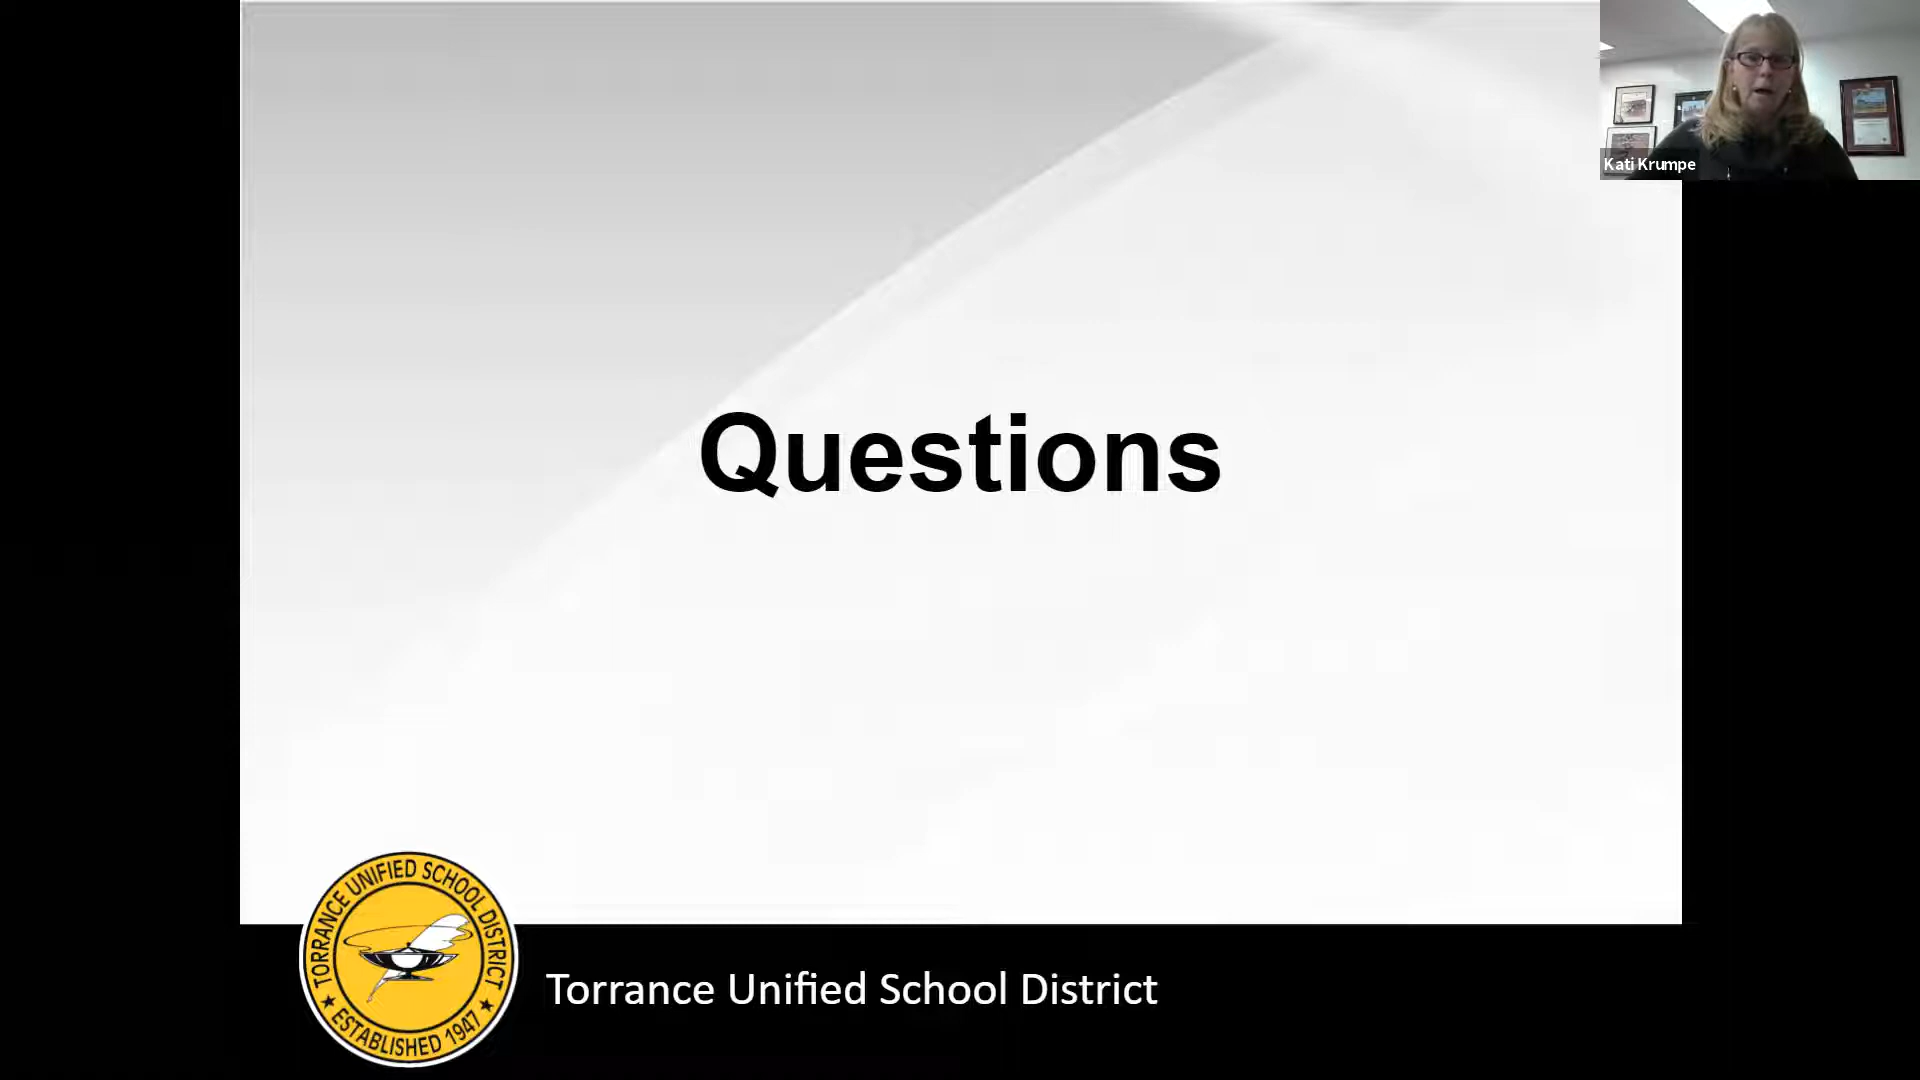 Kati Krumpe
Questions
TORRANCE UNIFIED SCHOOL DISTRICT
★ ESTABLISHED 1947 ★
Torrance Unified School District